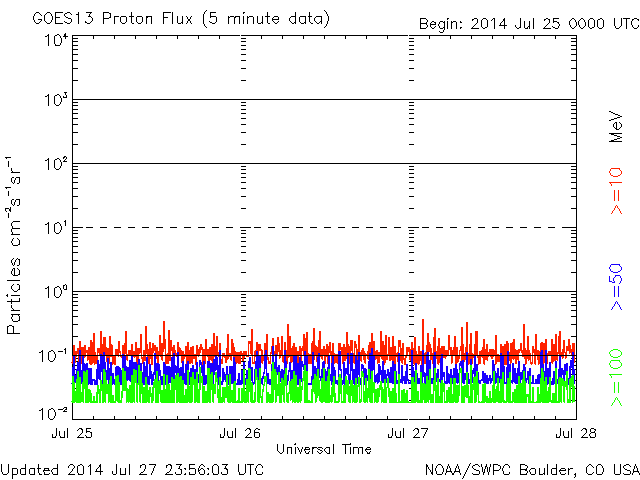 GOES13 Proton Flux (5 minute data)
Begin: 2014 Jul 25 0000 UTC
Particles cm⁻²s⁻¹sr⁻¹
10⁴
10³
10²
10¹
10⁰
10⁻¹
10⁻²
Jul 25
Jul 26
Jul 27
Jul 28
Universal Time
MeV
>=10
>=50
>=100
Updated 2014 Jul 27 23:56:03 UTC
NOAA/SWPC Boulder, CO USA